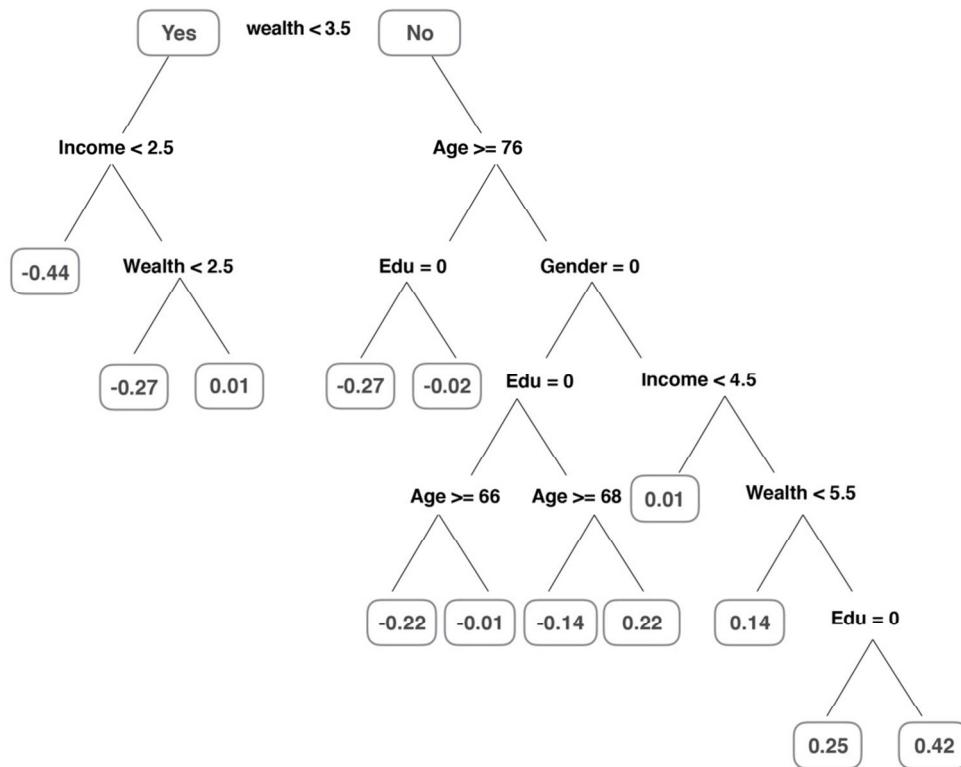 Yes wealth < 3.5 No
Income < 2.5 Age >= 76
-0.44 Wealth < 2.5 Edu = 0 Gender = 0
-0.27 0.01 -0.27 -0.02 Edu = 0 Income < 4.5
Age >= 66 Age >= 68 0.01 Wealth < 5.5
-0.22 -0.01 -0.14 0.22 0.14 Edu = 0
0.25 0.42